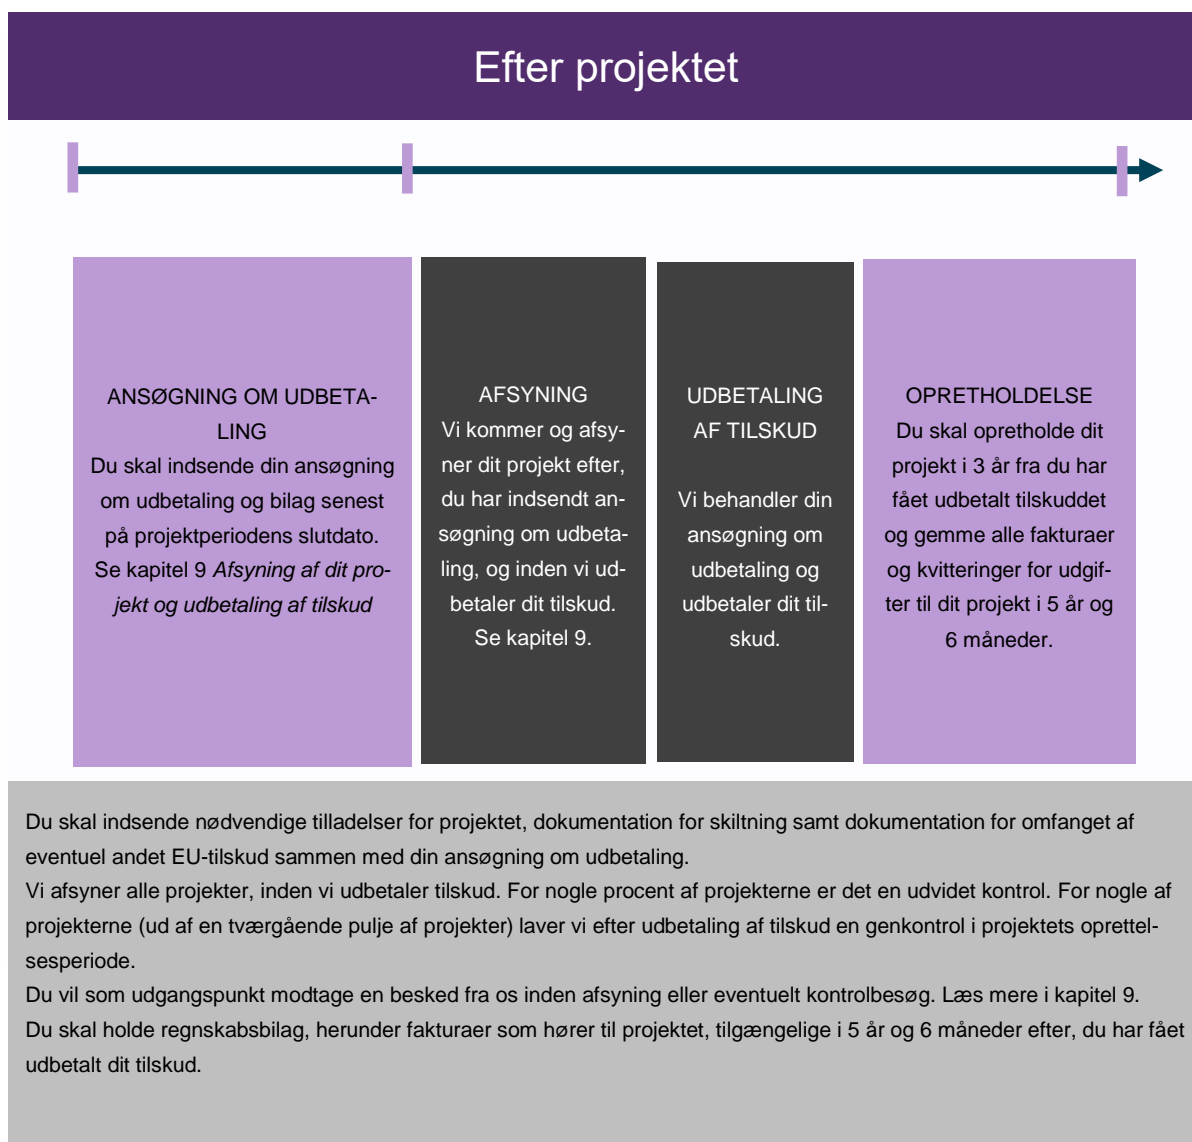 Efter projektet
ANSØGNING OM UDBETA-
LING
Du skal indsende din ansøgning
om udbetaling og bilag senest
på projektperiodens slutdato.
Se kapitel 9 Afsyning af dit pro-
jekt og udbetaling af tilskud
AFSYNING
Vi kommer og afsy-
ner dit projekt efter,
du har indsendt an-
søgning om udbeta-
ling, og inden vi ud-
betaler dit tilskud.
Se kapitel 9.
UDBETALING
AF TILSKUD
Vi behandler din
ansøgning om
udbetaling og
udbetaler dit til-
skud.
OPRETHOLDELSE
Du skal opretholde dit
projekt i 3 år fra du har
fået udbetalt tilskuddet
og gemme alle fakturaer
og kvitteringer for udgif-
ter til dit projekt i 5 år og
6 måneder.
Du skal indsende nødvendige tilladelser for projektet, dokumentation for skiltning samt dokumentation for omfanget af
eventuel andet EU-tilskud sammen med din ansøgning om udbetaling.
Vi afsyner alle projekter, inden vi udbetaler tilskud. For nogle procent af projekterne er det en udvidet kontrol. For nogle af
projekterne (ud af en tværgående pulje af projekter) laver vi efter udbetaling af tilskud en genkontrol i projektets oprettel-
sesperiode.
Du vil som udgangspunkt modtage en besked fra os inden afsyning eller eventuelt kontrolbesøg. Læs mere i kapitel 9.
Du skal holde regnskabsbilag, herunder fakturaer som hører til projektet, tilgængelige i 5 år og 6 måneder efter, du har fået
udbetalt dit tilskud.